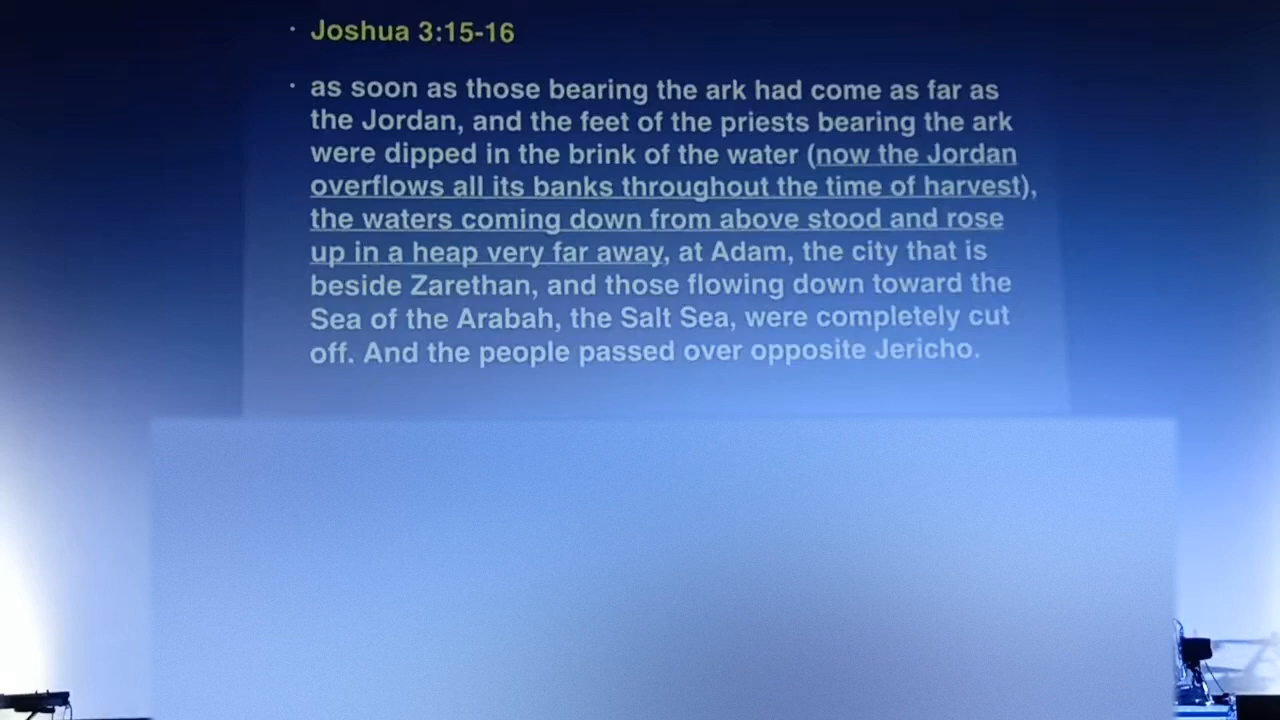 · Joshua 3:15-16
· as soon as those bearing the ark had come as far as
the Jordan, and the feet of the priests bearing the ark
were dipped in the brink of the water (now the Jordan
overflows all its banks throughout the time of harvest),
the waters coming down from above stood and rose
up in a heap very far away, at Adam, the city that is
beside Zarethan, and those flowing down toward the
Sea of the Arabah, the Salt Sea, were completely cut
off. And the people passed over opposite Jericho.